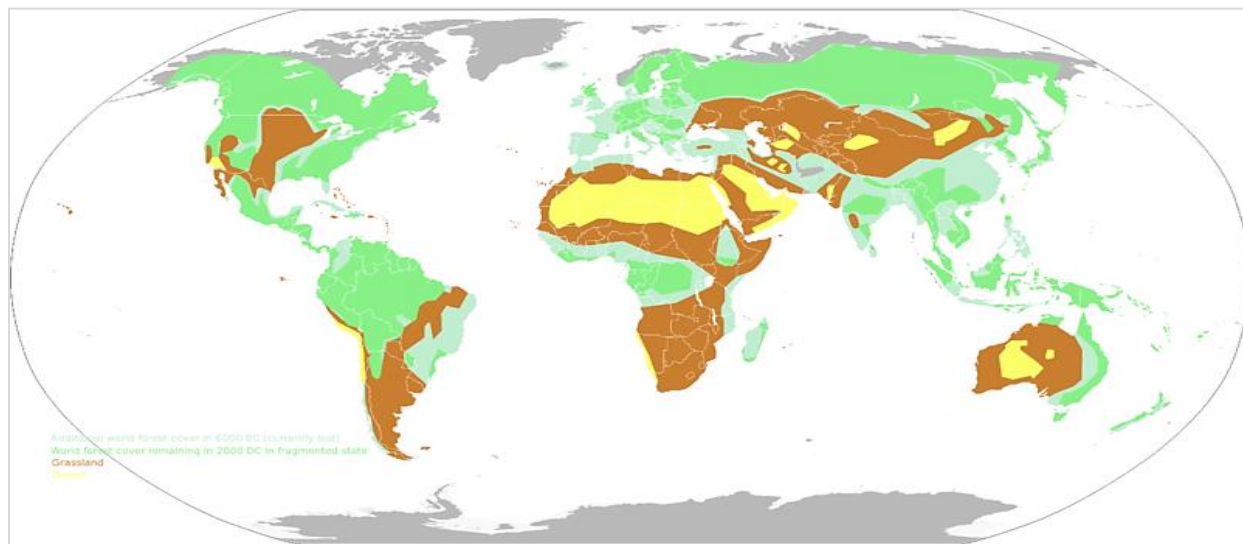 Additional world forest cover in 6000 BC (currently lost)
World forest cover remaining in 2000 DC in fragmented state
Grassland